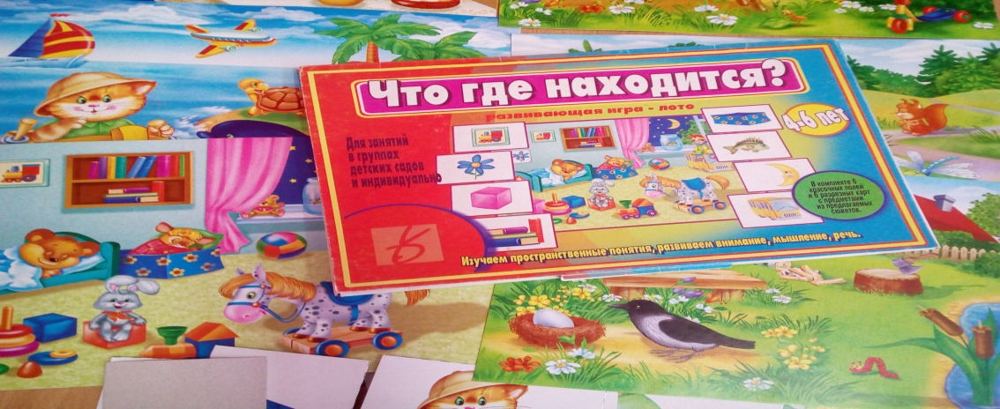 Что где находится?
развивающая игра - лото
4-6 лет
Для занятий
в группах
детских садов
и индивидуально
В комплекте 6
красочных полей
и 6 разрезных карт
с предметами
из предлагаемых
сюжетов.
Б
Изучаем пространственные понятия, развиваем внимание, мышление, речь.